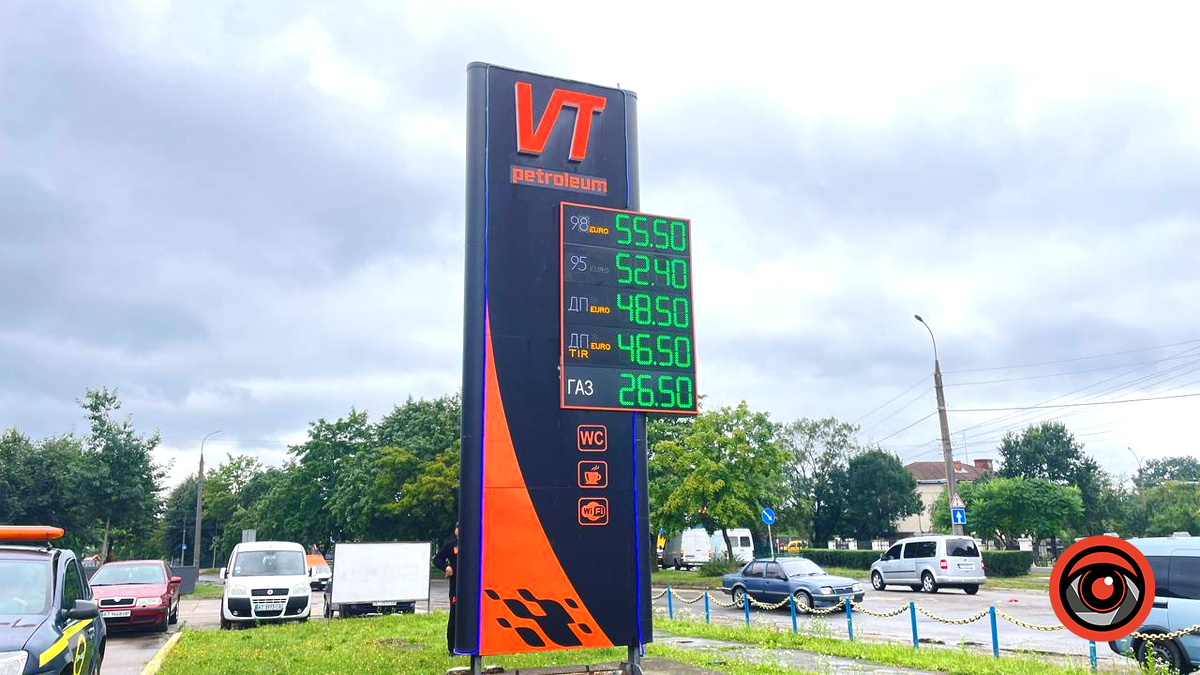 VT
petroleum
98 EURO 55.50
95 EURO 52.40
ДП EURO 48.50
ДП EURO 46.50
TIR
ГАЗ 26.50
WC
WiFi